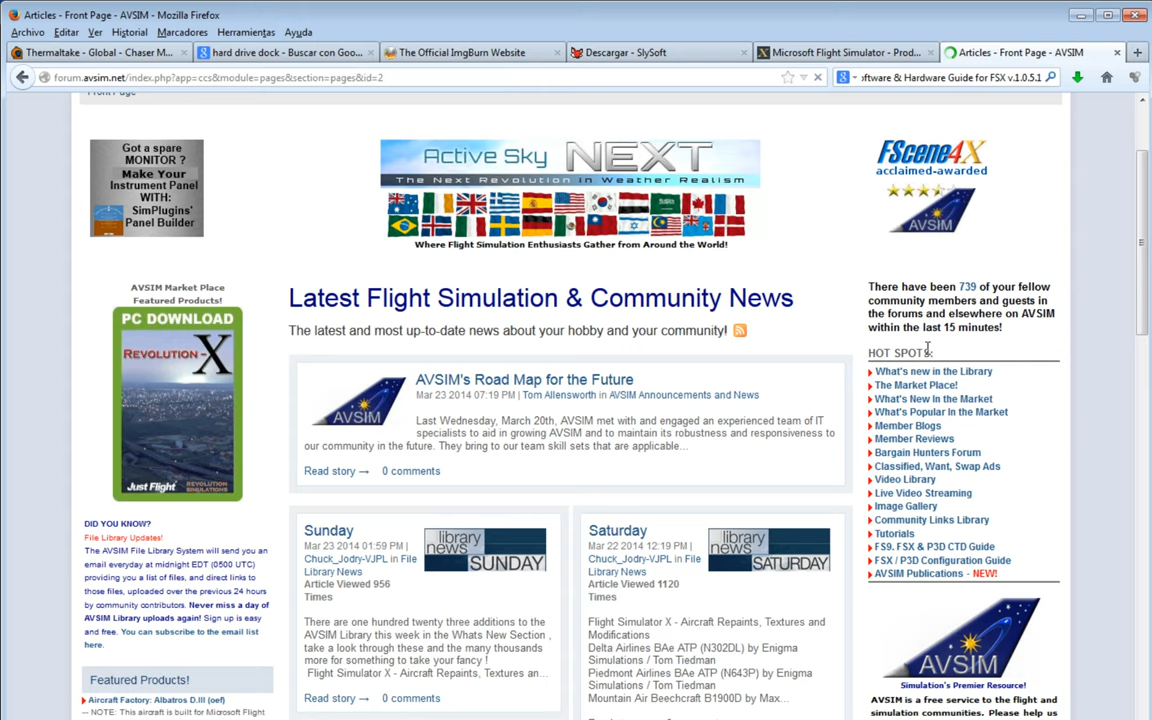 Articles - Front Page - AVSIM - Mozilla Firefox
Archivo Editar Ver Historial Marcadores Herramientas Ayuda
Thermaltake - Global - Chaser M...
hard drive dock - Buscar con Goo...
The Official ImgBurn Website
Descargar - SlySoft
Microsoft Flight Simulator - Prod...
Articles - Front Page - AVSIM
forum.avsim.net/index.php?app=ccs&module=pages&section=pages&id=2
oftware & Hardware Guide for FSX v.1.0.5.1
Front Page
Got a spare
MONITOR ?
Make Your
Instrument Panel
WITH:
SimPlugins'
Panel Builder
Active Sky NEXT
The Next Revolution in Weather Realism
Where Flight Simulation Enthusiasts Gather from Around the World!
FScene4X
acclaimed-awarded
AVSIM
AVSIM Market Place
Featured Products!
PC DOWNLOAD
REVOLUTION-X
Just Flight
REVOLUTION
SIMULATIONS
DID YOU KNOW?
File Library Updates!
The AVSIM File Library System will send you an
email everyday at midnight EDT (0500 UTC)
providing you a list of files, and direct links to
those files, uploaded over the previous 24 hours
by community contributors. Never miss a day of
AVSIM Library uploads again! Sign up is easy
and free. You can subscribe to the email list
here.
Featured Products!
Aircraft Factory: Albatros D.III (oef)
-- NOTE: This aircraft is built for Microsoft Flight
Latest Flight Simulation & Community News
The latest and most up-to-date news about your hobby and your community!
AVSIM
AVSIM's Road Map for the Future
Mar 23 2014 07:19 PM | Tom Allensworth in AVSIM Announcements and News
Last Wednesday, March 20th, AVSIM met with and engaged an experienced team of IT
specialists to aid in growing AVSIM and to maintain its robustness and responsiveness to
our community in the future. They bring to our team skill sets that are applicable...
Read story → 0 comments
Sunday
Mar 23 2014 01:59 PM |
Chuck_Jodry-VJPL in File
Library News
Article Viewed 956
Times
library
news
SUNDAY
There are one hundred twenty three additions to the
AVSIM Library this week in the Whats New Section ,
take a look through these and the many thousands
more for something to take your fancy !
Flight Simulator X - Aircraft Repaints, Textures an...
Read story → 0 comments
Saturday
Mar 22 2014 12:19 PM |
Chuck_Jodry-VJPL in File
Library News
Article Viewed 1120
Times
library
news
SATURDAY
Flight Simulator X - Aircraft Repaints, Textures and
Modifications
Delta Airlines BAe ATP (N302DL) by Enigma
Simulations / Tom Tiedman
Piedmont Airlines BAe ATP (N643P) by Enigma
Simulations / Tom Tiedman
Mountain Air Beechcraft B1900D by Max...
Read story → 0 comments
There have been 739 of your fellow
community members and guests in
the forums and elsewhere on AVSIM
within the last 15 minutes!
HOT SPOTS:
What's new in the Library
The Market Place!
What's New In the Market
What's Popular In the Market
Member Blogs
Member Reviews
Bargain Hunters Forum
Classified, Want, Swap Ads
Video Library
Live Video Streaming
Image Gallery
Community Links Library
Tutorials
FS9. FSX & P3D CTD Guide
FSX / P3D Configuration Guide
AVSIM Publications - NEW!
AVSIM
Simulation's Premier Resource!
AVSIM is a free service to the flight and
simulation communities. Please help us